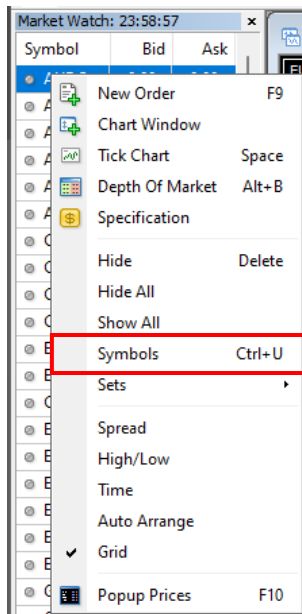 Market Watch: 23:58:57
Symbol Bid Ask
New Order F9
Chart Window
Tick Chart Space
Depth Of Market Alt+B
Specification
Hide Delete
Hide All
Show All
Symbols Ctrl+U
Sets
Spread
High/Low
Time
Auto Arrange
Grid
Popup Prices F10